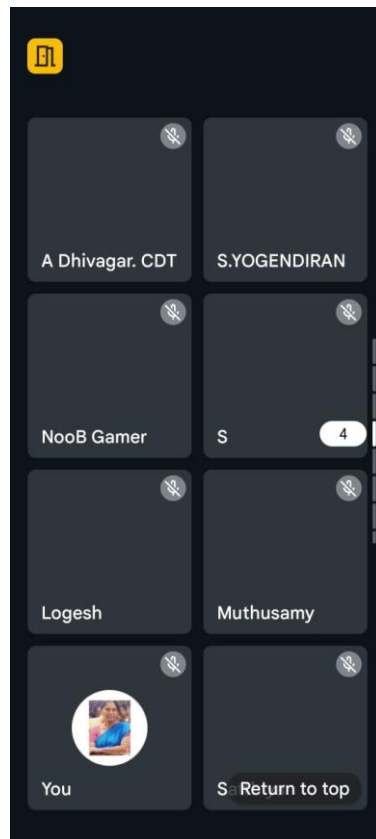 A Dhivagar. CDT
S.YOGENDIRAN
NooB Gamer
S
4
Logesh
Muthusamy
You
Return to top